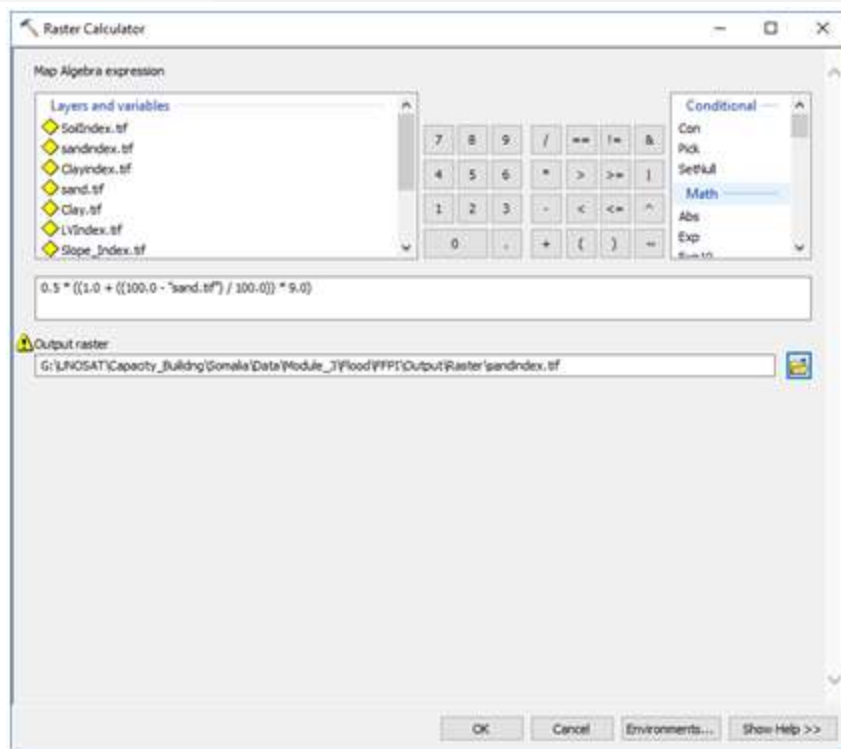 Raster Calculator
Map Algebra expression
Layers and variables
SoilIndex.tif
sandindex.tif
Clayindex.tif
sand.tif
Clay.tif
LVIndex.tif
Slope_Index.tif
7 8 9 / == != &
4 5 6 * > >= |
1 2 3 - < <= ^
0 . + ( ) ~
Conditional
Con
Pick
SetNull
Math
Abs
Exp
Exp10
0.5 * ((1.0 + ((100.0 - "sand.tif") / 100.0)) * 9.0)
Output raster
G:\UNOSAT\Capacity_Buildng\Somalia\Data\Module_3\Flood\FFPI\Output\Raster\sandindex.tif
OK Cancel Environments... Show Help >>